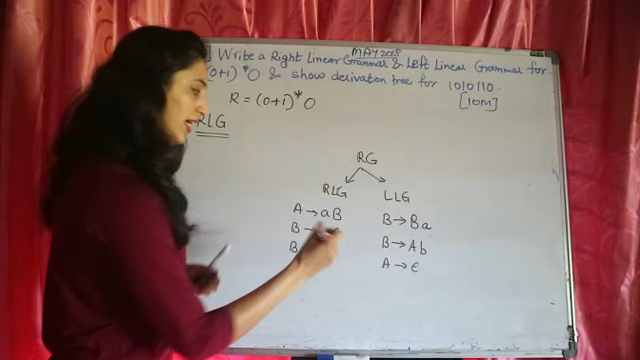 MAY 2018
Write a Right Linear Grammar & Left Linear Grammar for
(0+1)*0 & show derivation tree for 1010110.
[10M]
R = (0+1)*0
RLG
RG
RLG LLG
A → aB B → Ba
B → B → Ab
B A → ε